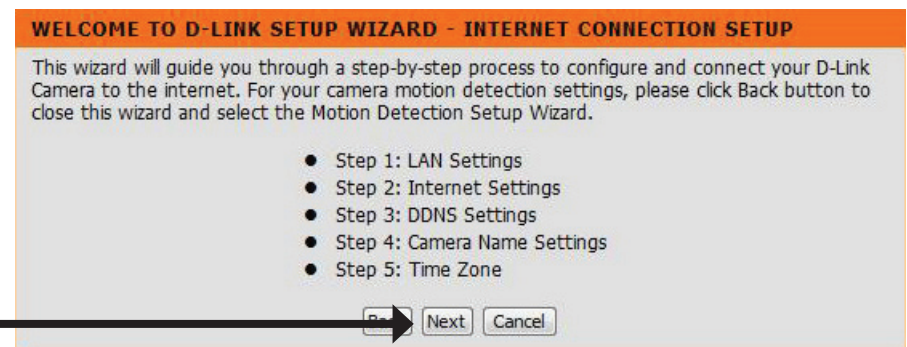 WELCOME TO D-LINK SETUP WIZARD - INTERNET CONNECTION SETUP
This wizard will guide you through a step-by-step process to configure and connect your D-Link
Camera to the internet. For your camera motion detection settings, please click Back button to
close this wizard and select the Motion Detection Setup Wizard.
● Step 1: LAN Settings
● Step 2: Internet Settings
● Step 3: DDNS Settings
● Step 4: Camera Name Settings
● Step 5: Time Zone
Next Cancel